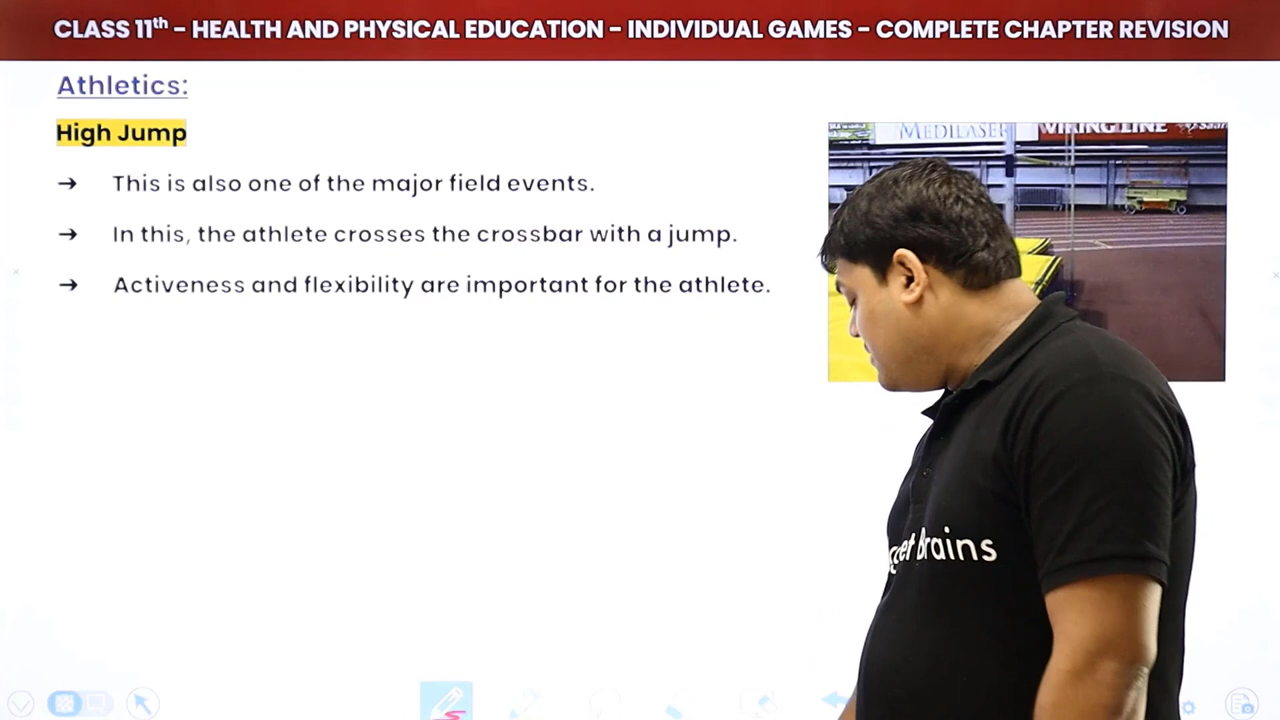 CLASS 11th – HEALTH AND PHYSICAL EDUCATION – INDIVIDUAL GAMES – COMPLETE CHAPTER REVISION
Athletics:
High Jump
MEDILASER
VIKING LINE
→ This is also one of the major field events.
→ In this, the athlete crosses the crossbar with a jump.
→ Activeness and flexibility are important for the athlete.
Brains